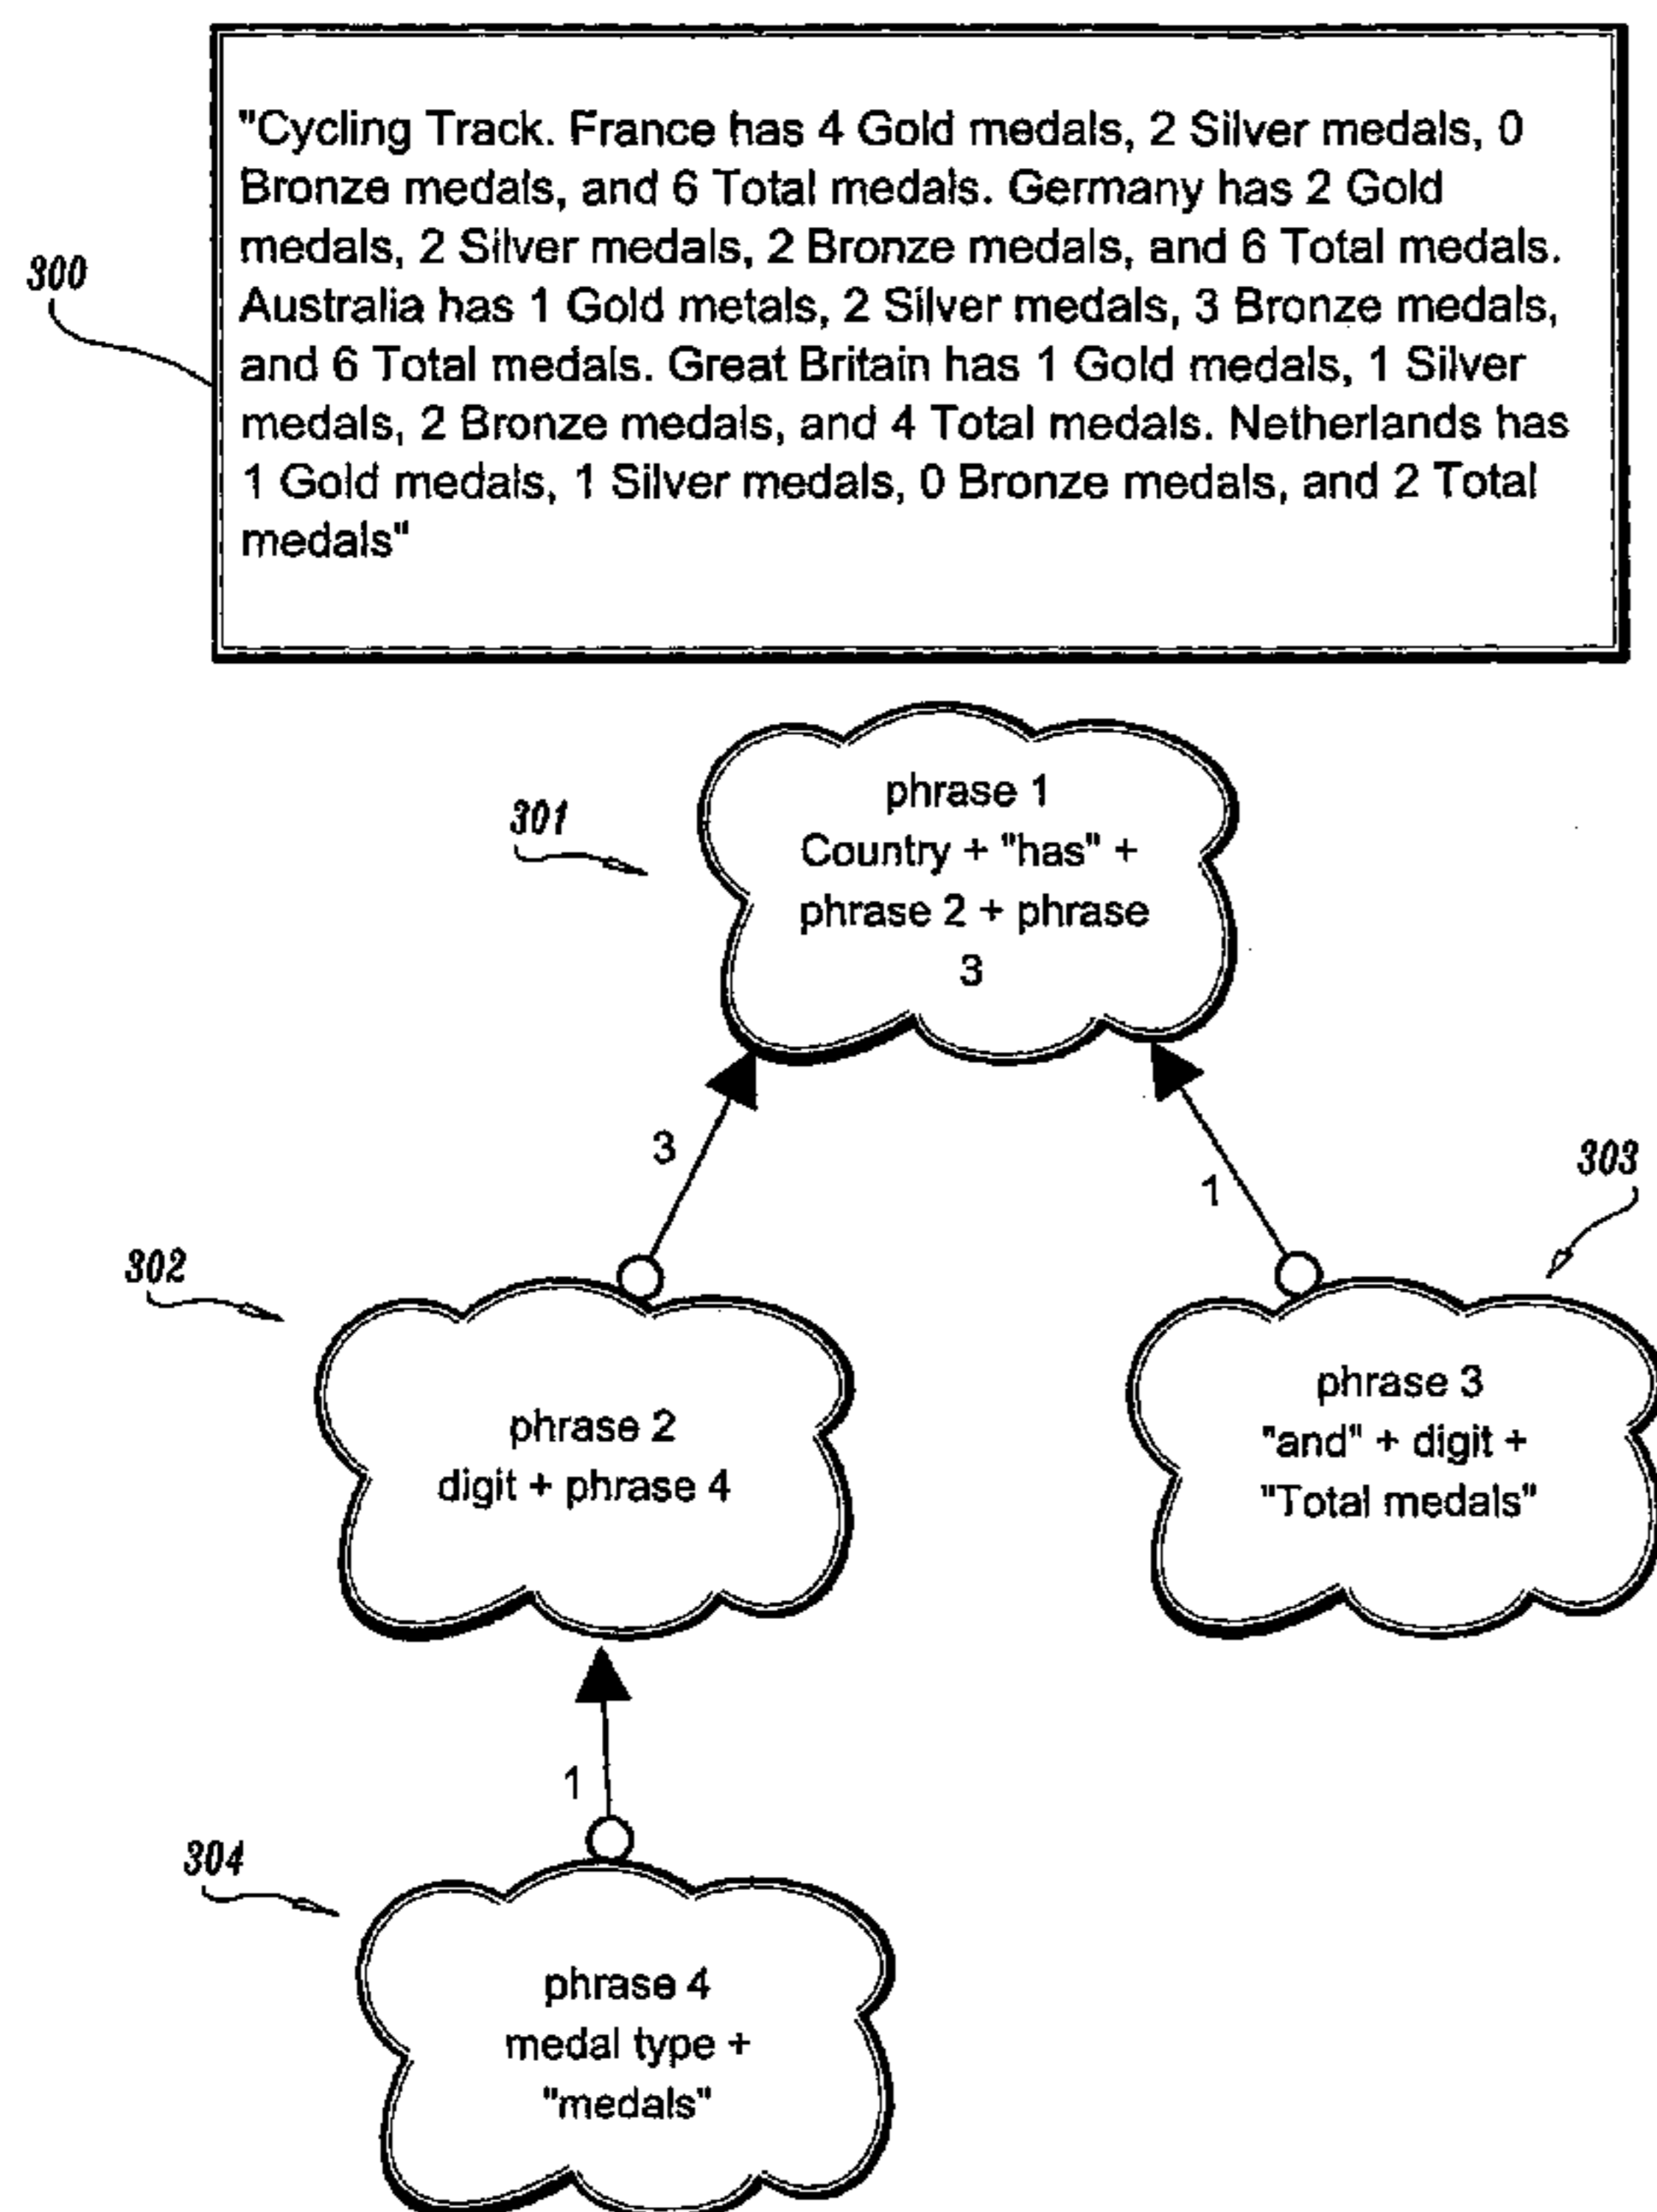 "Cycling Track. France has 4 Gold medals, 2 Silver medals, 0
Bronze medals, and 6 Total medals. Germany has 2 Gold
medals, 2 Silver medals, 2 Bronze medals, and 6 Total medals.
300
Australia has 1 Gold metals, 2 Silver medals, 3 Bronze medals,
and 6 Total medals. Great Britain has 1 Gold medals, 1 Silver
medals, 2 Bronze medals, and 4 Total medals. Netherlands has
1 Gold medals, 1 Silver medals, 0 Bronze medals, and 2 Total
medals"
301
phrase 1
Country + "has" +
phrase 2 + phrase
3
3
1
302
phrase 2
digit + phrase 4
303
phrase 3
"and" + digit +
"Total medals"
1
304
phrase 4
medal type +
"medals"